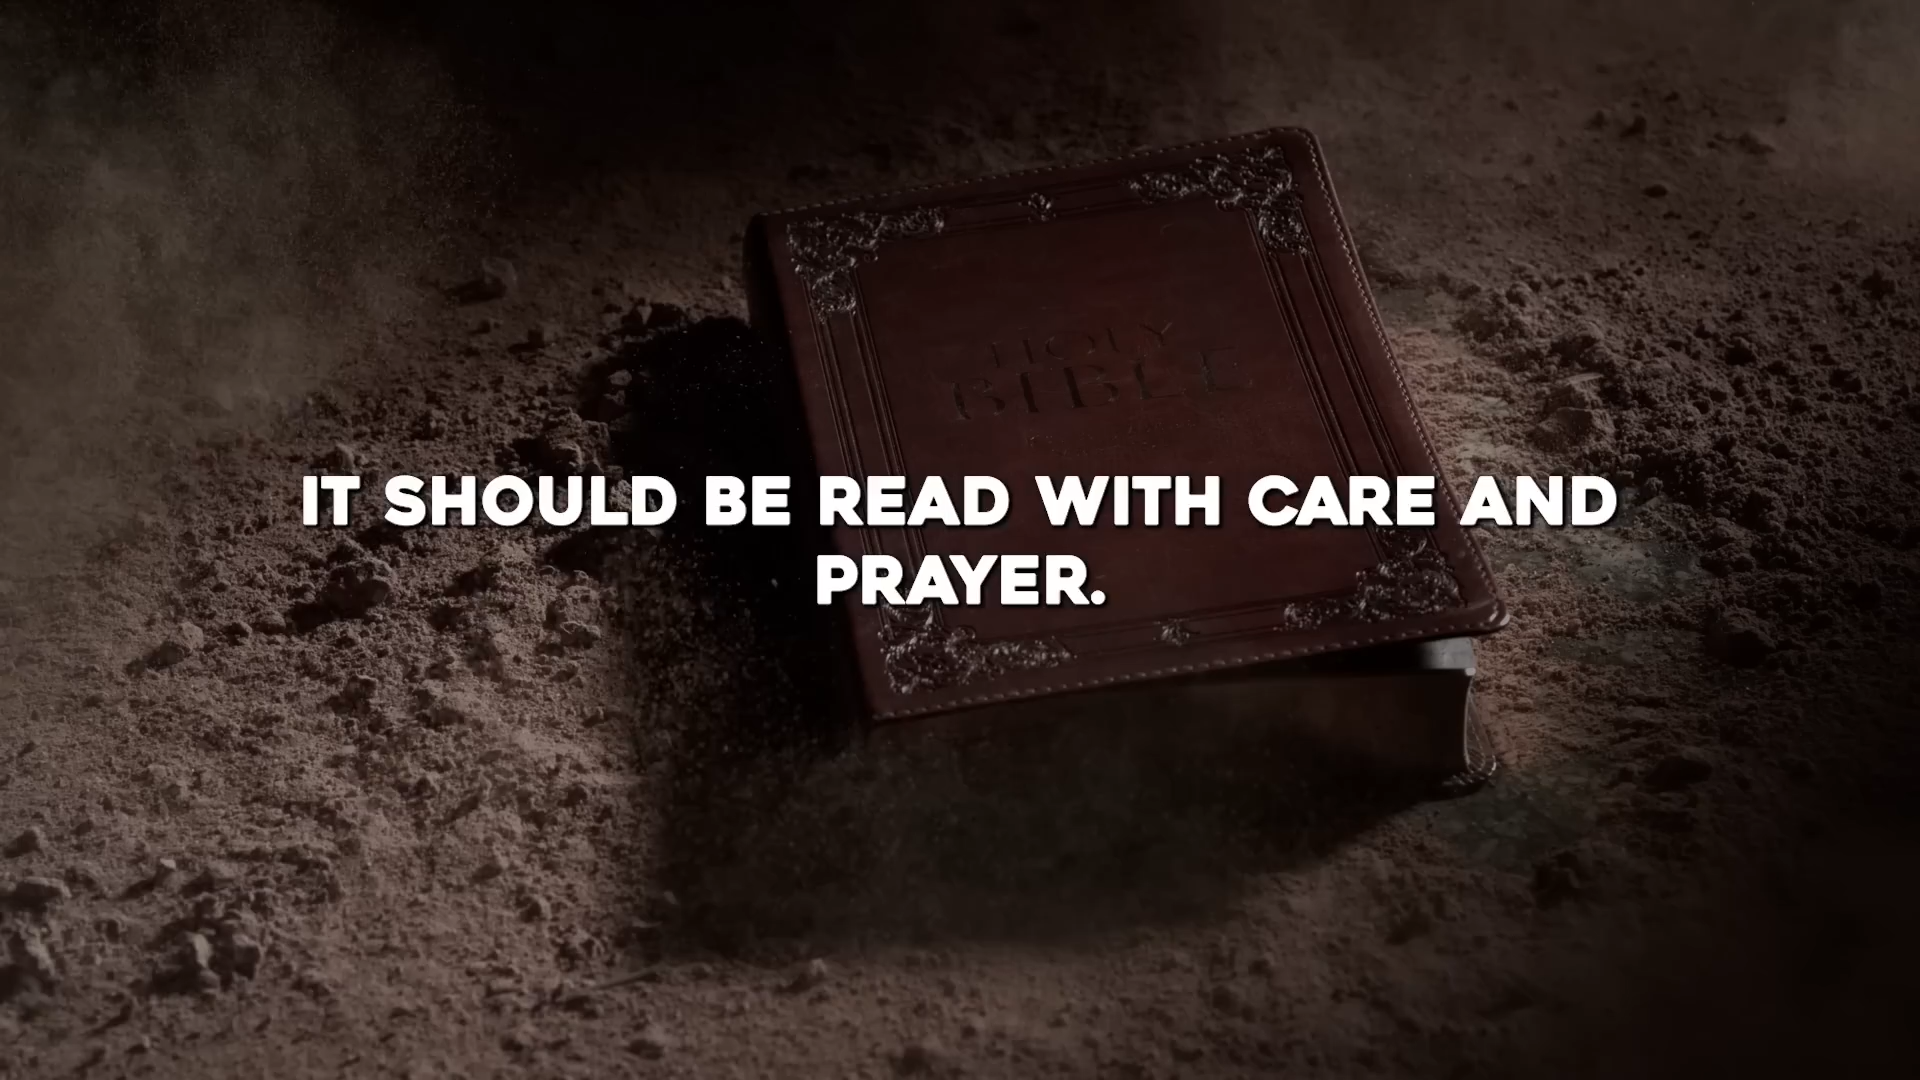 HOLY
BIBLE
IT SHOULD BE READ WITH CARE AND
PRAYER.